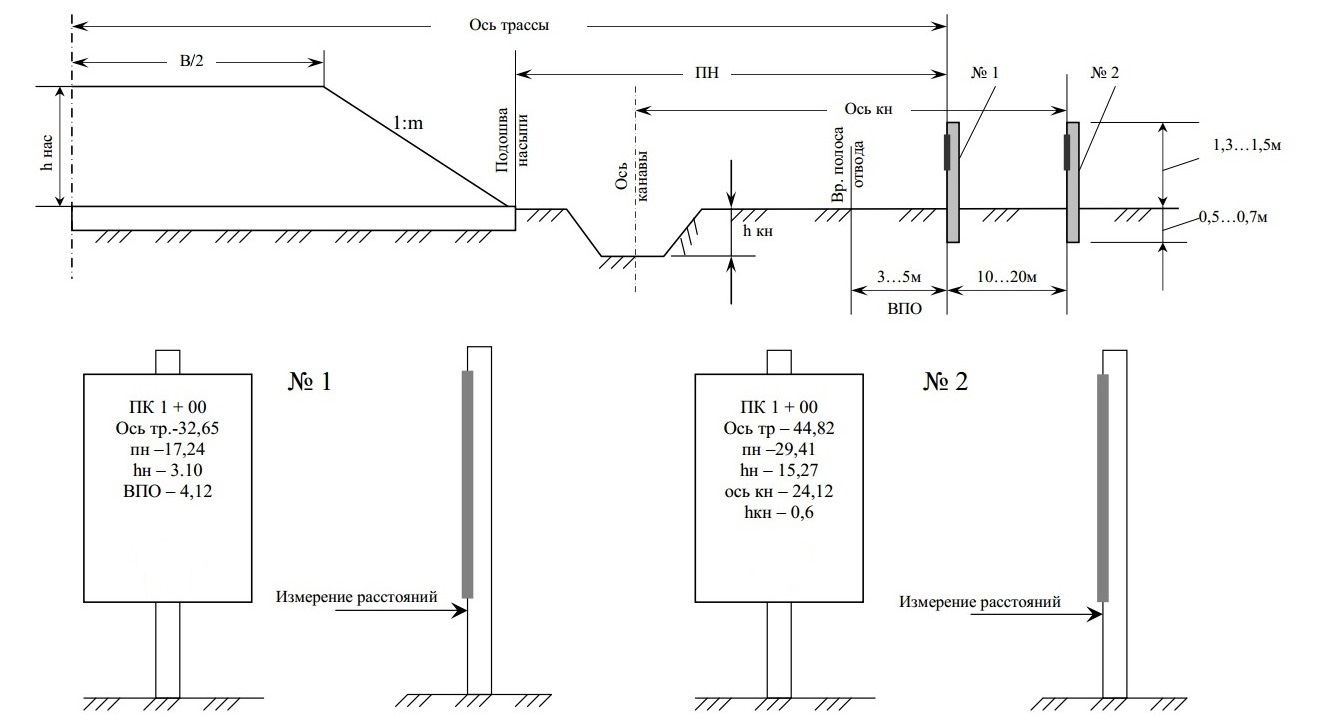 Ось трассы
В/2
ПН
№ 1
№ 2
Ось кн
h нас
1:m
Подошва
насыпи
Ось
канавы
Вр. полоса
отвода
1,3…1,5м
0,5…0,7м
h кн
3…5м
10…20м
ВПО
№ 1
ПК 1 + 00
Ось тр.-32,65
пн –17,24
hн – 3.10
ВПО – 4,12
Измерение расстояний
№ 2
ПК 1 + 00
Ось тр – 44,82
пн –29,41
hн – 15,27
ось кн – 24,12
hкн – 0,6
Измерение расстояний